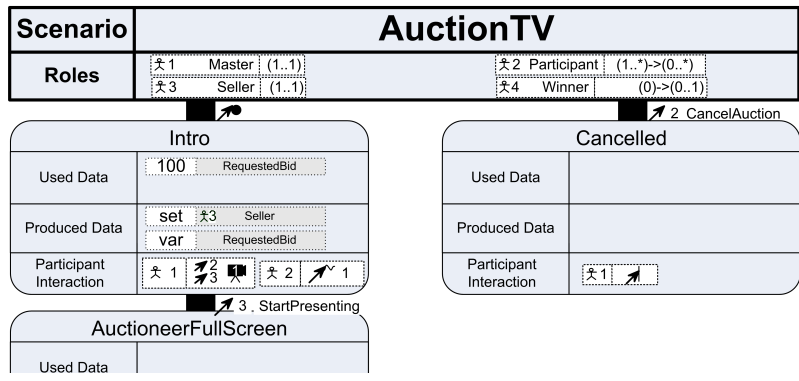 Scenario AuctionTV
Roles
1 Master (1..1)
2 Participant (1..*)->(0..*)
3 Seller (1..1)
4 Winner (0)->(0..1)
2 CancelAuction
Intro
Used Data
100 RequestedBid
Produced Data
set 3 Seller
var RequestedBid
Participant
Interaction
1 2
3 1 2 1
Cancelled
Used Data
Produced Data
Participant
Interaction
1
3 . StartPresenting
AuctioneerFullScreen
Used Data